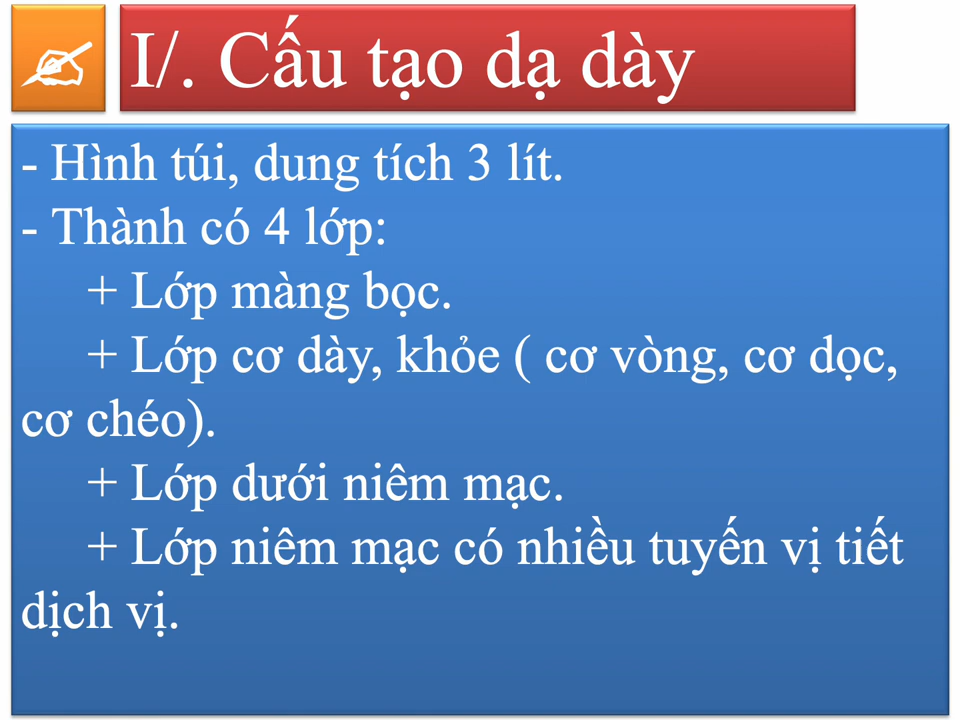 I/. Cấu tạo dạ dày
- Hình túi, dung tích 3 lít.
- Thành có 4 lớp:
+ Lớp màng bọc.
+ Lớp cơ dày, khỏe ( cơ vòng, cơ dọc,
cơ chéo).
+ Lớp dưới niêm mạc.
+ Lớp niêm mạc có nhiều tuyến vị tiết
dịch vị.